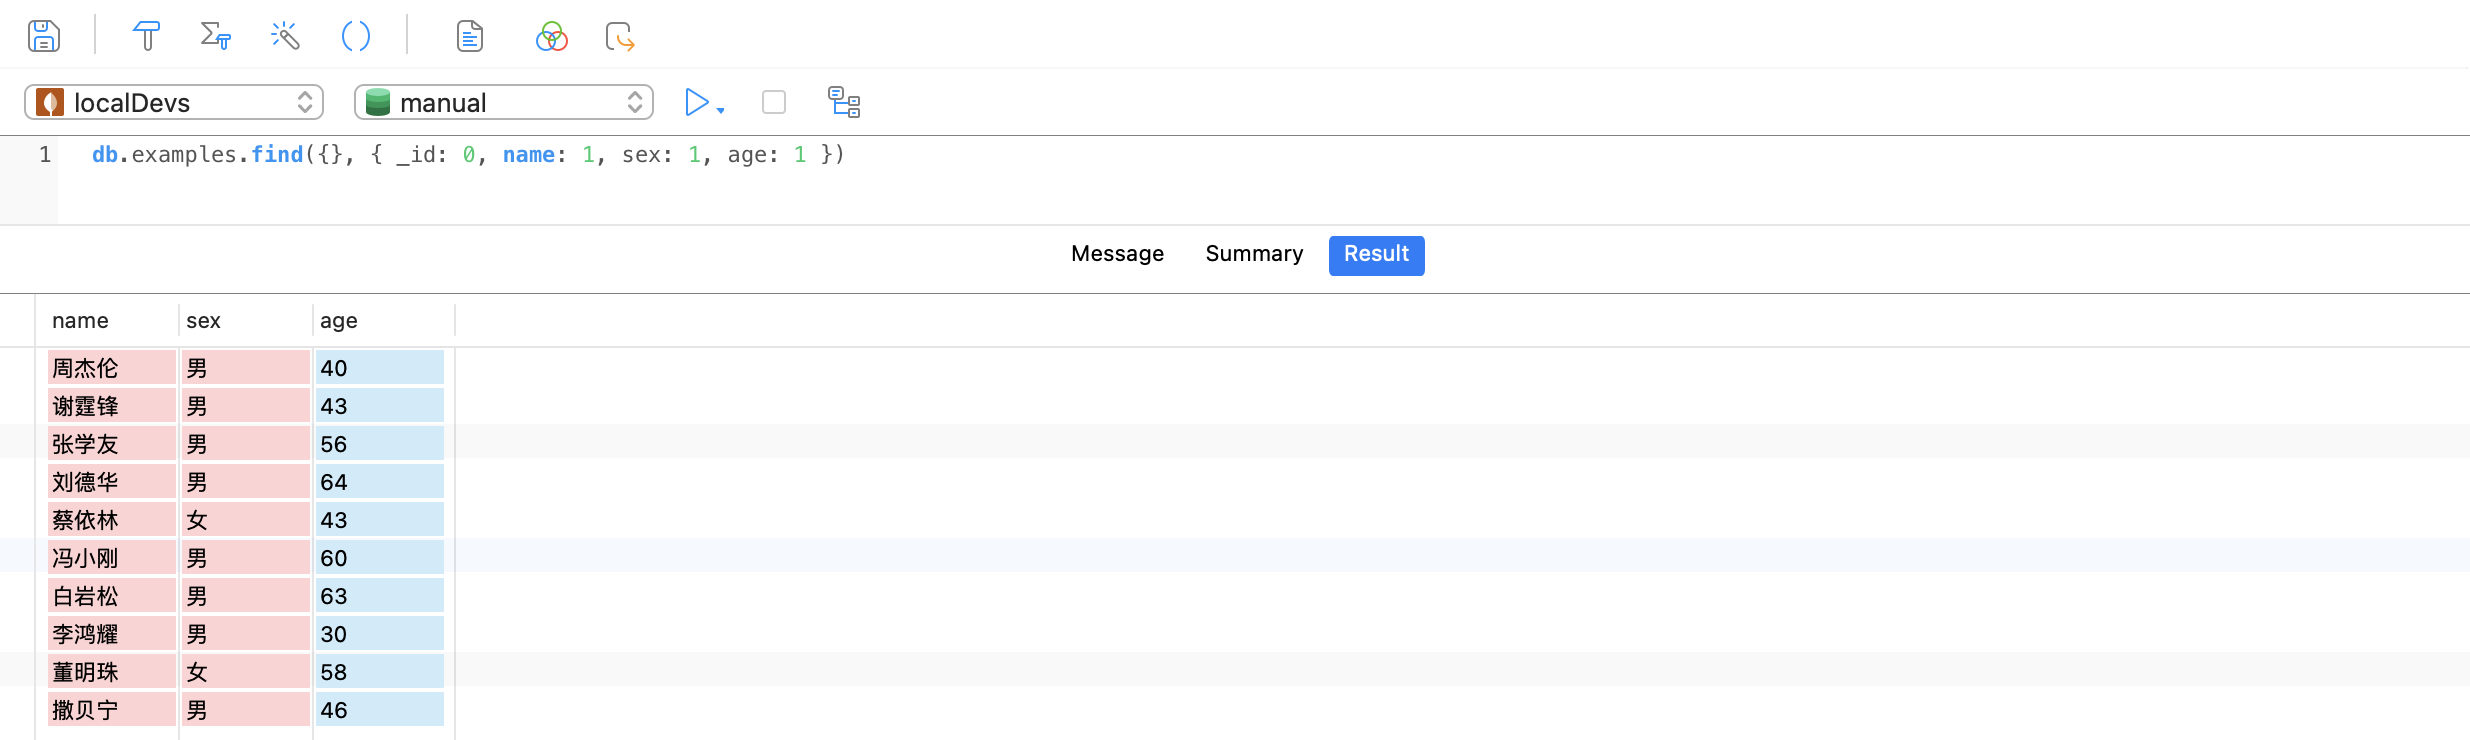 localDevs manual
1 db.examples.find({}, { _id: 0, name: 1, sex: 1, age: 1 })
Message Summary Result
name sex age
周杰伦 男 40
谢霆锋 男 43
张学友 男 56
刘德华 男 64
蔡依林 女 43
冯小刚 男 60
白岩松 男 63
李鸿耀 男 30
董明珠 女 58
撒贝宁 男 46